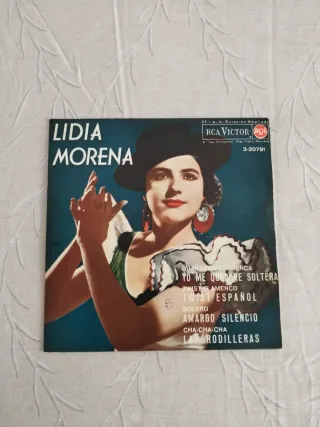 LIDIA
MORENA
RCA VICTOR
RCA
3-20791
YO ME QUEDARE SOLTERA
TWIST FLAMENCO
TWIST ESPAÑOL
BOLERO
AMARGO SILENCIO
CHA-CHA-CHA
RODILLERAS